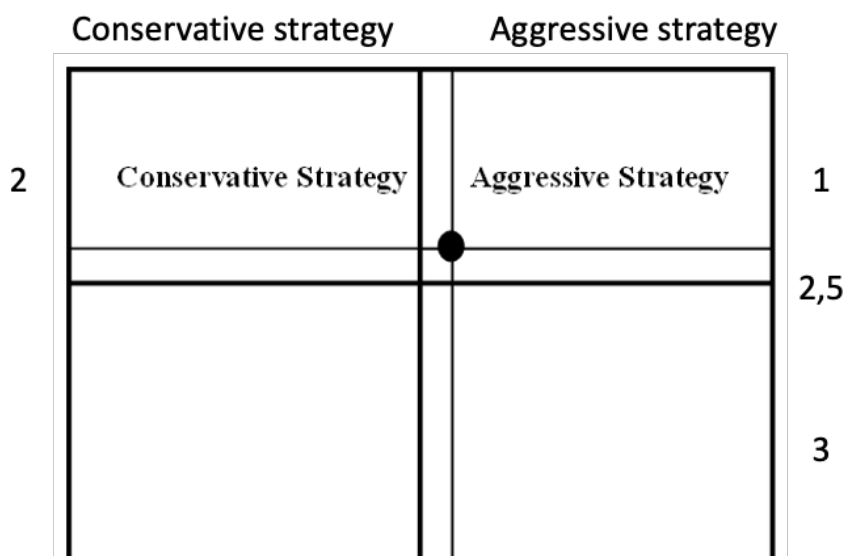 Conservative strategy Aggressive strategy
2 Conservative Strategy Aggressive Strategy 1
2,5
3